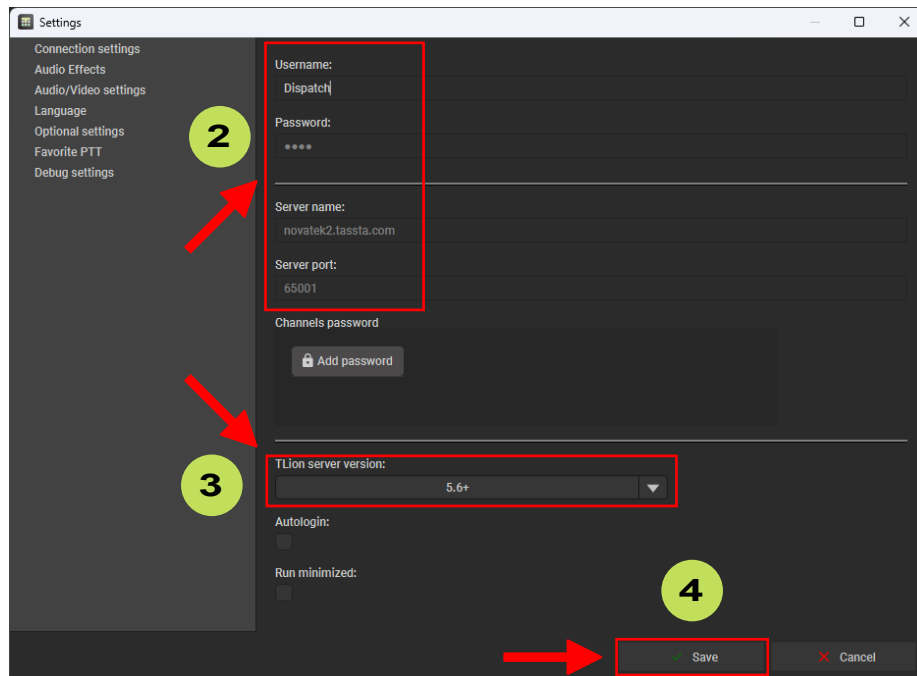 Settings
Connection settings
Audio Effects
Audio/Video settings
Language
Optional settings
Favorite PTT
Debug settings
2
Username:
Dispatch
Password:
••••
Server name:
novatek2.tassta.com
Server port:
65001
Channels password
Add password
3
TLion server version:
5.6+
Autologin:
Run minimized:
4
Save
Cancel